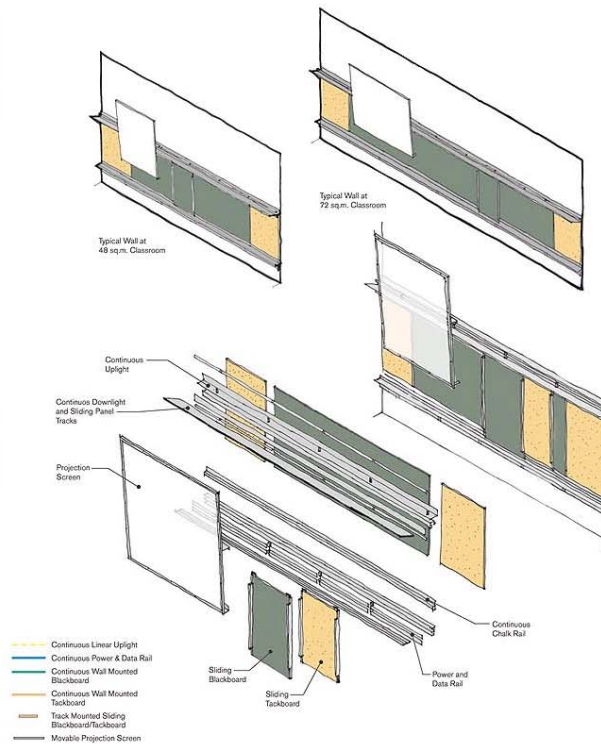 Typical Wall at
48 sq.m. Classroom
Typical Wall at
72 sq.m. Classroom
Continuous
Uplight
Continuos Downlight
and Sliding Panel
Tracks
Projection
Screen
Continuous
Chalk Rail
Sliding
Blackboard
Sliding
Tackboard
Power and
Data Rail
Continuous Linear Uplight
Continuous Power & Data Rail
Continuous Wall Mounted
Blackboard
Continuous Wall Mounted
Tackboard
Track Mounted Sliding
Blackboard/Tackboard
Movable Projection Screen